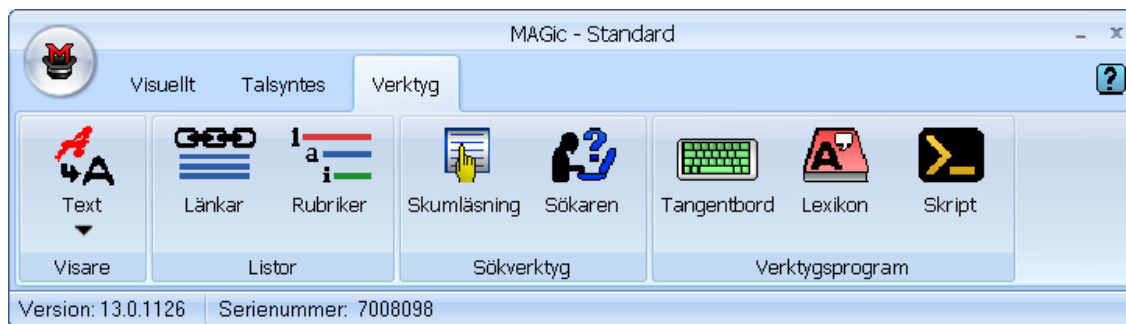 MAGic - Standard
Visuellt Talsyntes Verktyg
Text Länkar Rubriker Skumläsning Sökaren Tangentbord Lexikon Skript
Visare Listor Sökverktyg Verktygsprogram
Version: 13.0.1126 Serienummer: 7008098